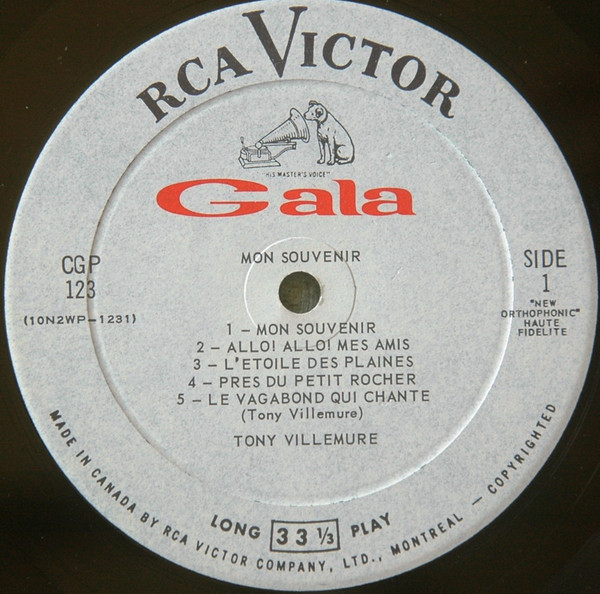 RCA VICTOR
"HIS MASTER'S VOICE"
Gala
MON SOUVENIR
CGP
123
(10N2WP-1231)
SIDE
1
"NEW
ORTHOPHONIC"
HAUTE
FIDELITE
1 - MON SOUVENIR
2 - ALLO! ALLO! MES AMIS
3 - L'ETOILE DES PLAINES
4 - PRES DU PETIT ROCHER
5 - LE VAGABOND QUI CHANTE
(Tony Villemure)
TONY VILLEMURE
LONG 33 1/3 PLAY
MADE IN CANADA BY RCA VICTOR COMPANY, LTD., MONTREAL - COPYRIGHTED